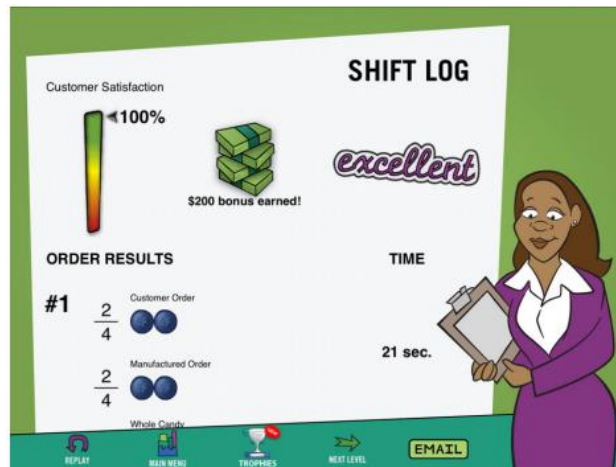 SHIFT LOG
Customer Satisfaction
100%
$200 bonus earned!
excellent
ORDER RESULTS
TIME
#1
2
4
Customer Order
21 sec.
2
4
Manufactured Order
Whole Candy
REPLAY
MAIN MENU
TROPHIES
NEXT LEVEL
EMAIL